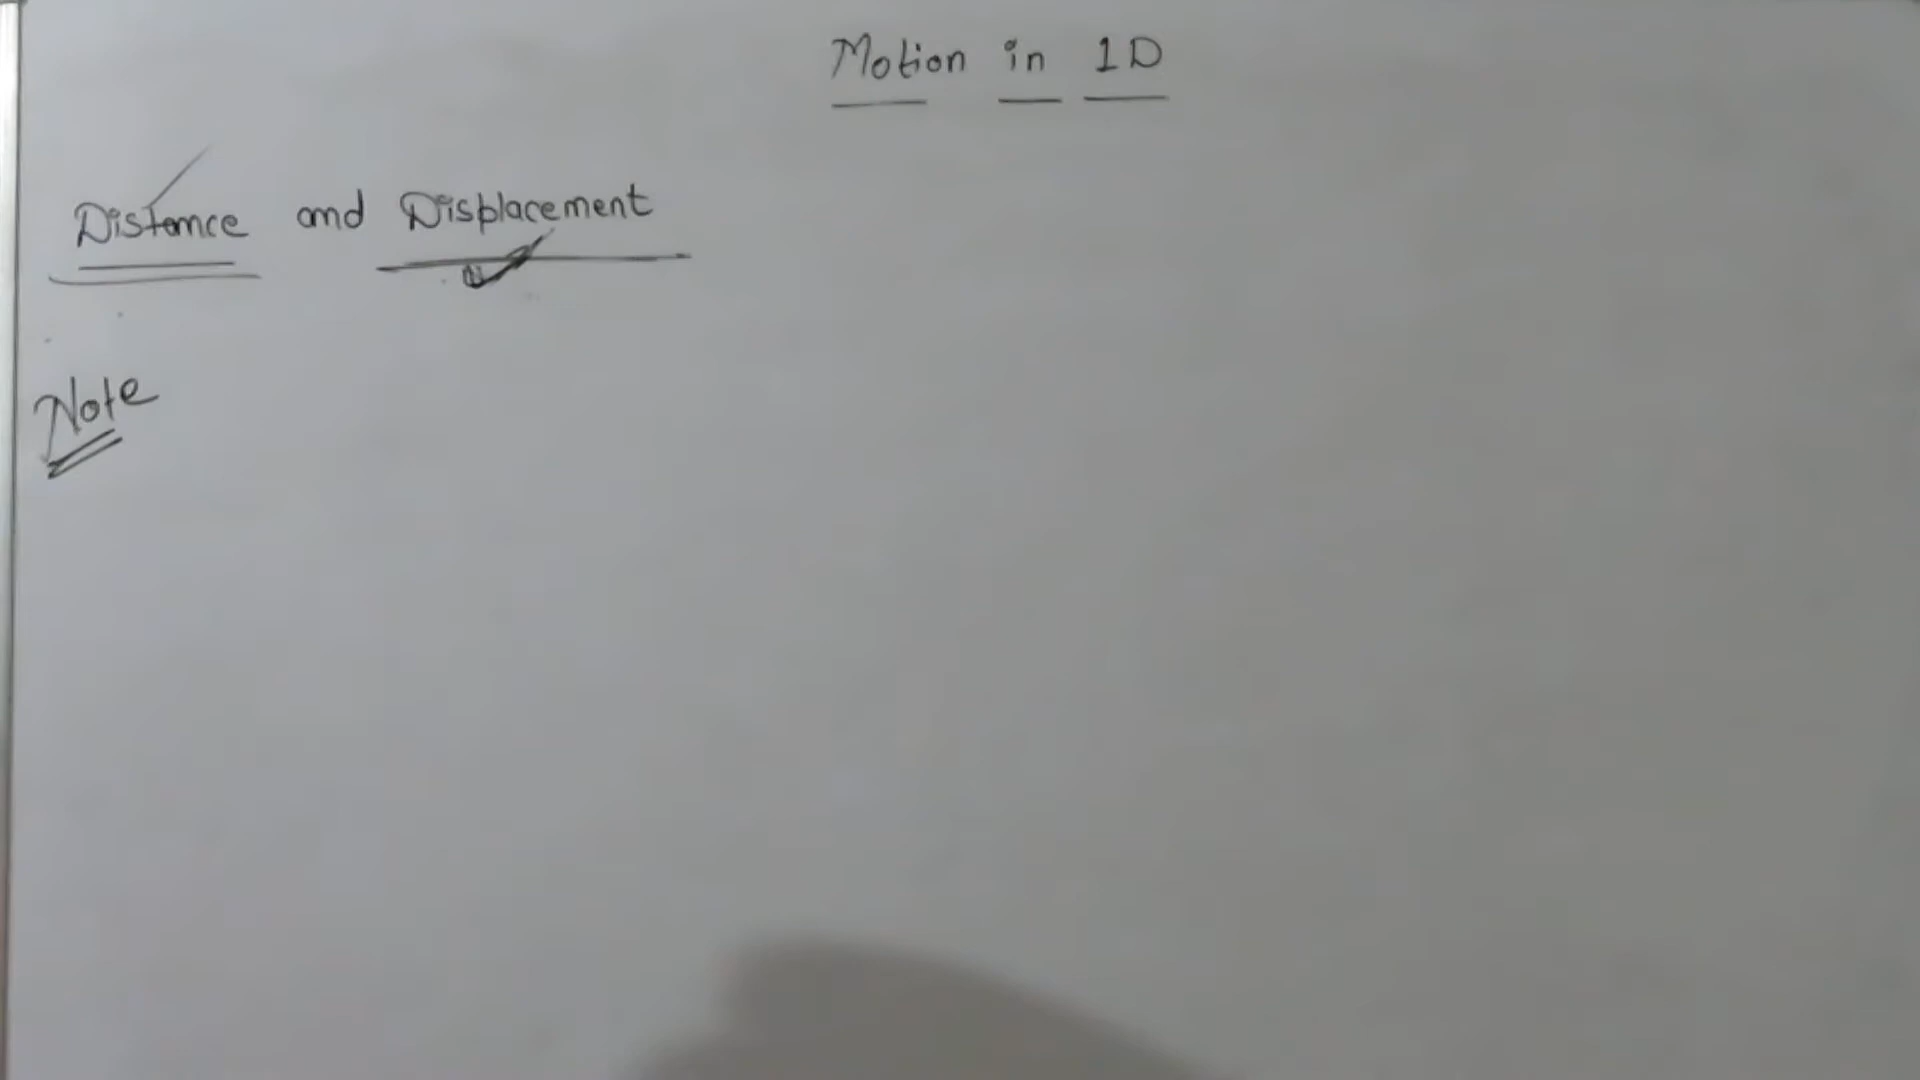 Motion in 1D
Distance and Displacement
Note